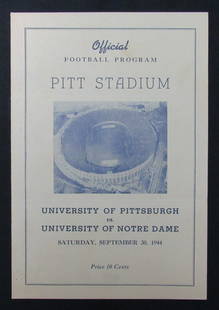 Official
FOOTBALL PROGRAM
PITT STADIUM
UNIVERSITY OF PITTSBURGH
vs.
UNIVERSITY OF NOTRE DAME
SATURDAY, SEPTEMBER 30, 1944
Price 10 Cents